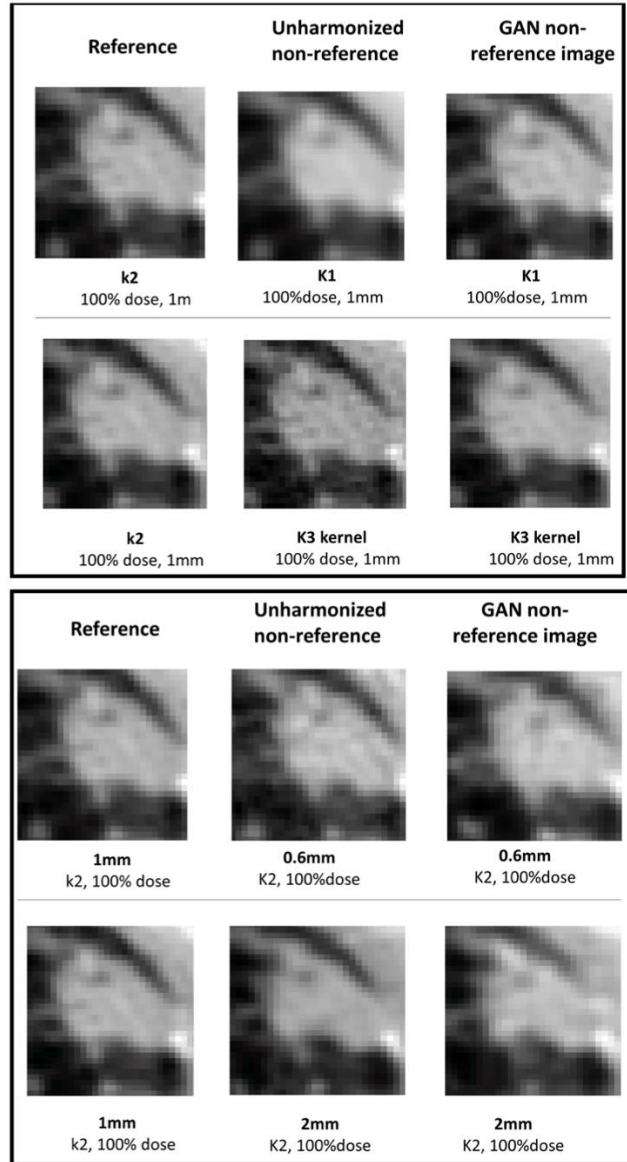 Reference
Unharmonized
non-reference
GAN non-
reference image
k2
100% dose, 1m
K1
100%dose, 1mm
K1
100%dose, 1mm
k2
100% dose, 1mm
K3 kernel
100% dose, 1mm
K3 kernel
100% dose, 1mm
Reference
Unharmonized
non-reference
GAN non-
reference image
1mm
k2, 100% dose
0.6mm
K2, 100%dose
0.6mm
K2, 100%dose
1mm
k2, 100% dose
2mm
K2, 100%dose
2mm
K2, 100%dose